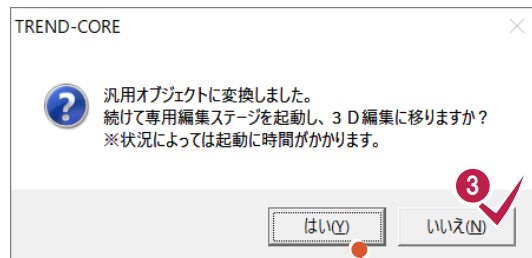 TREND-CORE
汎用オブジェクトに変換しました。
続けて専用編集ステージを起動し、３Ｄ編集に移りますか？
※状況によっては起動に時間がかかります。
3
はい(Y)
いいえ(N)